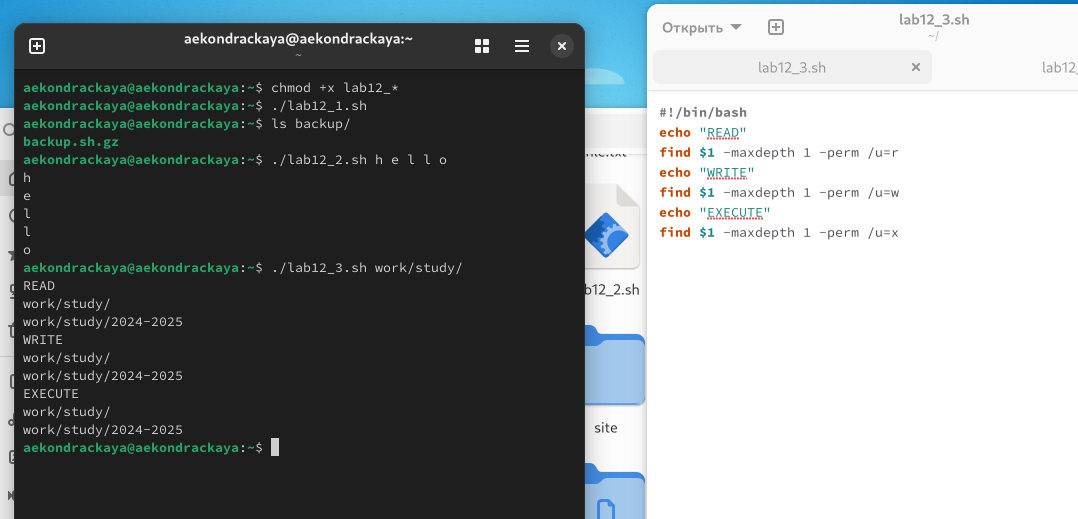 aekondrackaya@aekondrackaya:~
~
aekondrackaya@aekondrackaya:~$ chmod +x lab12_*
aekondrackaya@aekondrackaya:~$ ./lab12_1.sh
aekondrackaya@aekondrackaya:~$ ls backup/
backup.sh.gz
aekondrackaya@aekondrackaya:~$ ./lab12_2.sh h e l l o
h
e
l
l
o
aekondrackaya@aekondrackaya:~$ ./lab12_3.sh work/study/
READ
work/study/
work/study/2024-2025
WRITE
work/study/
work/study/2024-2025
EXECUTE
work/study/
work/study/2024-2025
aekondrackaya@aekondrackaya:~$
b12_2.sh
site
Открыть
lab12_3.sh
~/
lab12_3.sh
lab12_
#!/bin/bash
echo "READ"
find $1 -maxdepth 1 -perm /u=r
echo "WRITE"
find $1 -maxdepth 1 -perm /u=w
echo "EXECUTE"
find $1 -maxdepth 1 -perm /u=x